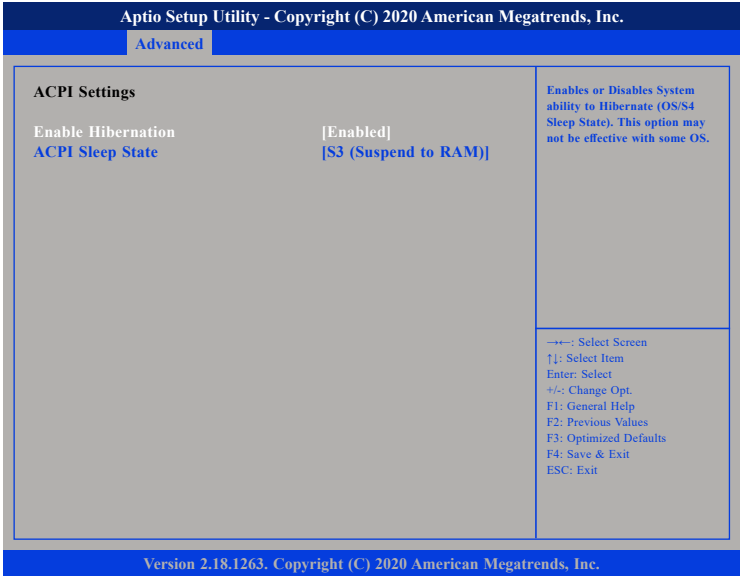 Aptio Setup Utility - Copyright (C) 2020 American Megatrends, Inc.
Advanced
ACPI Settings
Enable Hibernation [Enabled]
ACPI Sleep State [S3 (Suspend to RAM)]
Enables or Disables System
ability to Hibernate (OS/S4
Sleep State). This option may
not be effective with some OS.
→←: Select Screen
↑↓: Select Item
Enter: Select
+/-: Change Opt.
F1: General Help
F2: Previous Values
F3: Optimized Defaults
F4: Save & Exit
ESC: Exit
Version 2.18.1263. Copyright (C) 2020 American Megatrends, Inc.